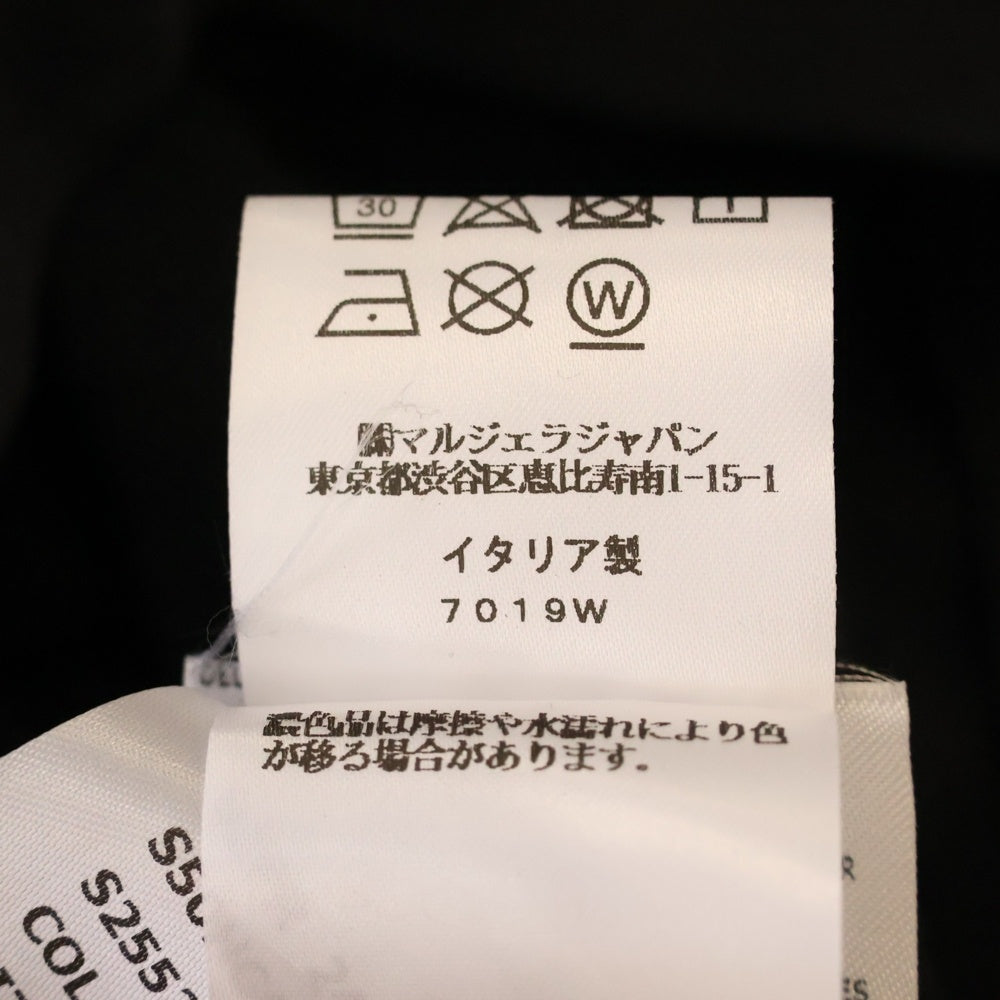 30
W
㈱マルジェラジャパン
東京都渋谷区恵比寿南1-15-1
イタリア製
7019W
濃色品は摩擦や水濡れにより色
が移る場合があります。